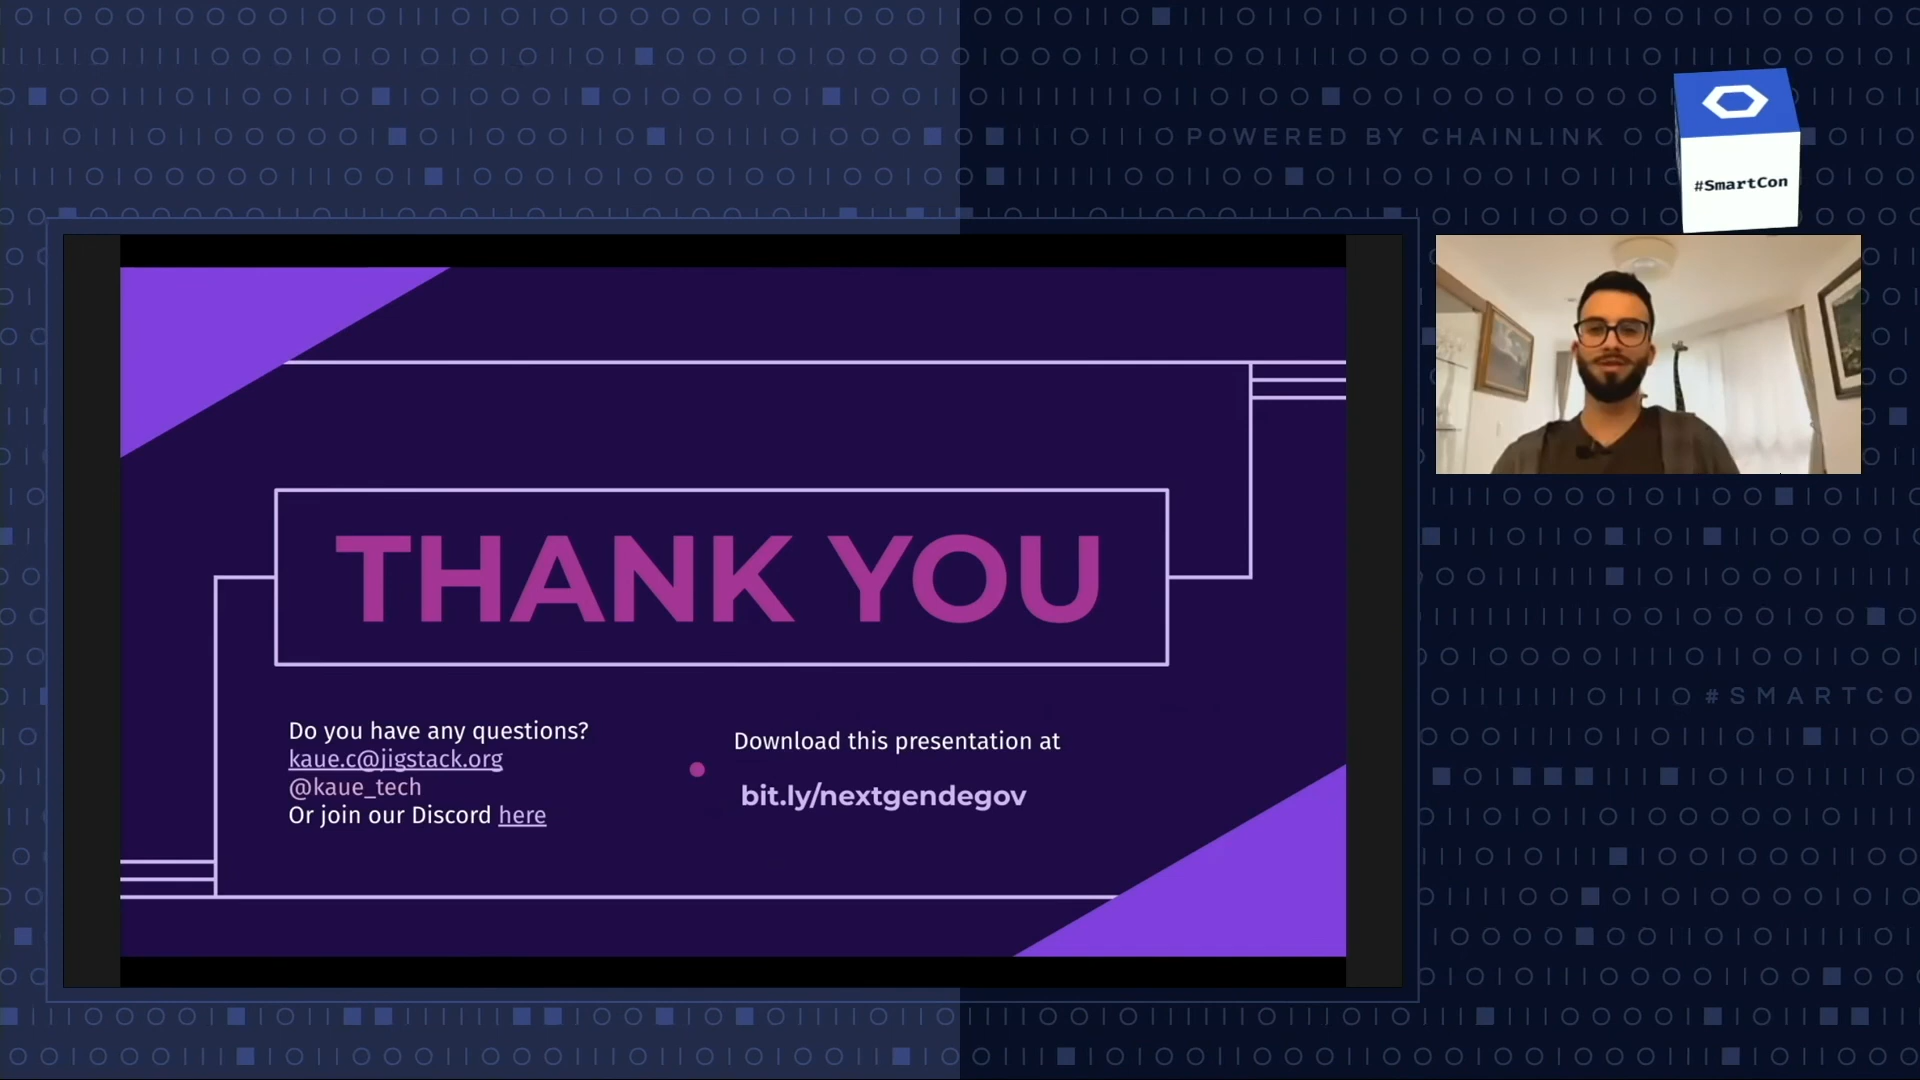 POWERED BY CHAINLINK
#SmartCon
THANK YOU
Do you have any questions?
kaue.c@jigstack.org
@kaue_tech
Or join our Discord here
Download this presentation at
bit.ly/nextgendegov
#SMARTCO